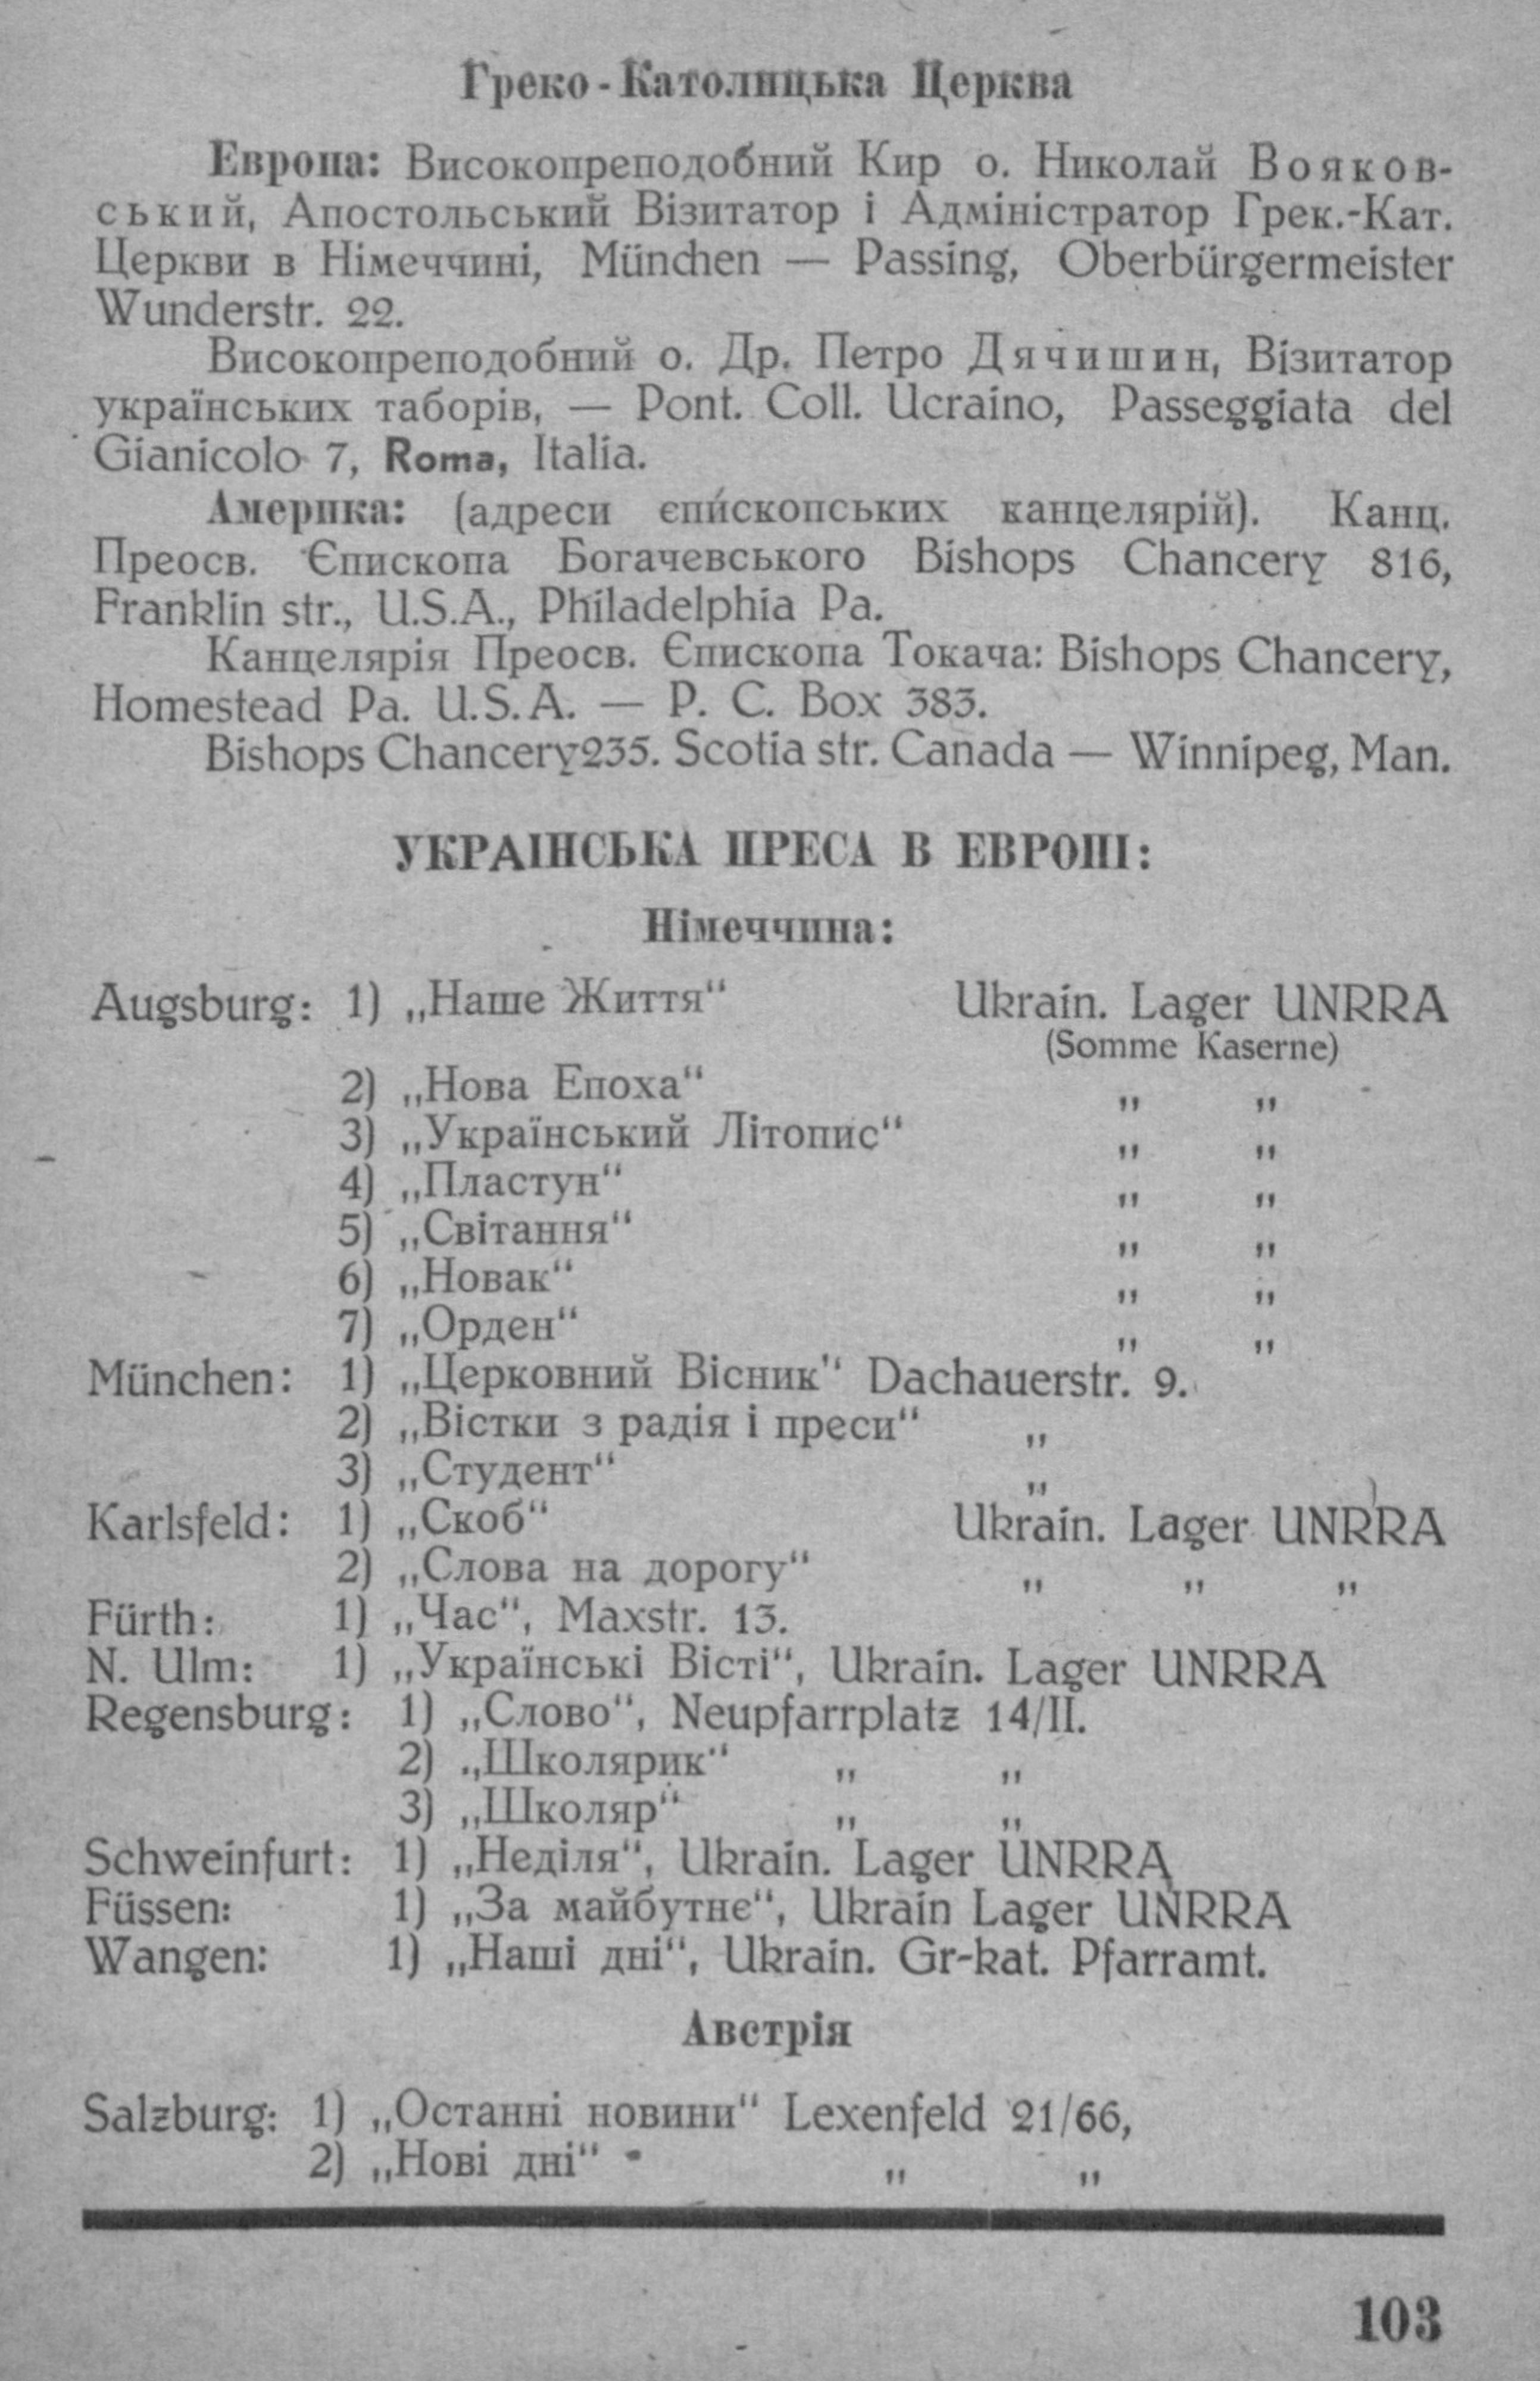 Греко-Католицька Церква
Европа: Високопреподобний Кир о. Николай Вояков-
ський, Апостольський Візитатор і Адміністратор Грек.-Кат.
Церкви в Німеччині, München — Passing, Oberbürgermeister
Wunderstr. 22.
Високопреподобний о. Др. Петро Дячишин, Візитатор
українських таборів, — Pont. Coll. Ucraino, Passeggiata del
Gianicolo 7, Roma, Italia.
Америка: (адреси єпископських канцелярій). Канц.
Преосв. Єпископа Богачевського Bishops Chancery 816,
Franklin str., U.S.A., Philadelphia Pa.
Канцелярія Преосв. Єпископа Токача: Bishops Chancery,
Homestead Pa. U.S.A. — P. C. Box 383.
Bishops Chancery235. Scotia str. Canada — Winnipeg, Man.
УКРАІНСЬКА ПРЕСА В ЕВРОПІ:
Німеччина:
Augsburg: 1) „Наше Життя“ Ukrain. Lager UNRRA
(Somme Kaserne)
2) „Нова Епоха“ „ „
3) „Український Літопис“ „ „
4) „Пластун“ „ „
5) „Світання“ „ „
6) „Новак“ „ „
7) „Орден“ „ „
München: 1) „Церковний Вісник“ Dachauerstr. 9.
2) „Вістки з радія і преси“ „
3) „Студент“ „
Karlsfeld: 1) „Скоб“ Ukrain. Lager UNRRA
2) „Слова на дорогу“ „ „ „
Fürth: 1) „Час“, Maxstr. 13.
N. Ulm: 1) „Українські Вісті“, Ukrain. Lager UNRRA
Regensburg: 1) „Слово“, Neupfarrplatz 14/II.
2) „Школярик“ „ „
3) „Школяр“ „ „
Schweinfurt: 1) „Неділя“, Ukrain. Lager UNRRA
Füssen: 1) „За майбутнє“, Ukrain Lager UNRRA
Wangen: 1) „Наші дні“, Ukrain. Gr-kat. Pfarramt.
Австрія
Salzburg: 1) „Останні новини“ Lexenfeld 21/66,
2) „Нові дні“ „ „
103